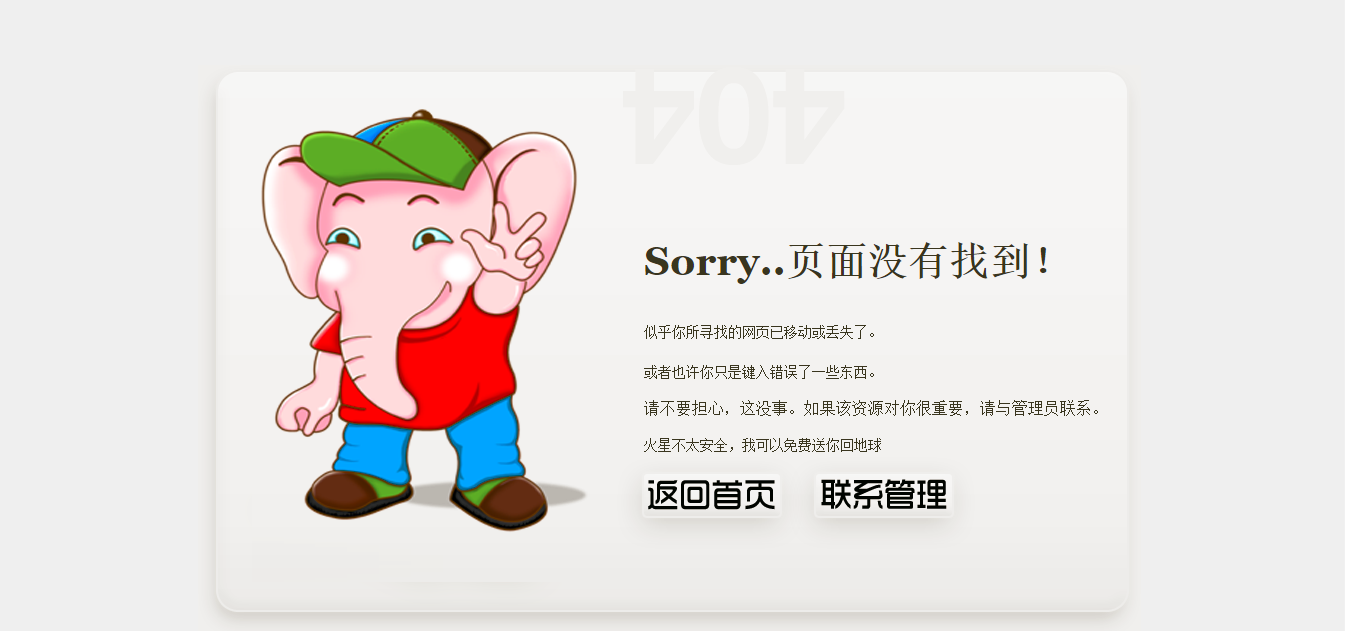 404
Sorry..页面没有找到！
似乎你所寻找的网页已移动或丢失了。
或者也许你只是键入错误了一些东西。
请不要担心，这没事。如果该资源对你很重要，请与管理员联系。
火星不太安全，我可以免费送你回地球
返回首页 联系管理